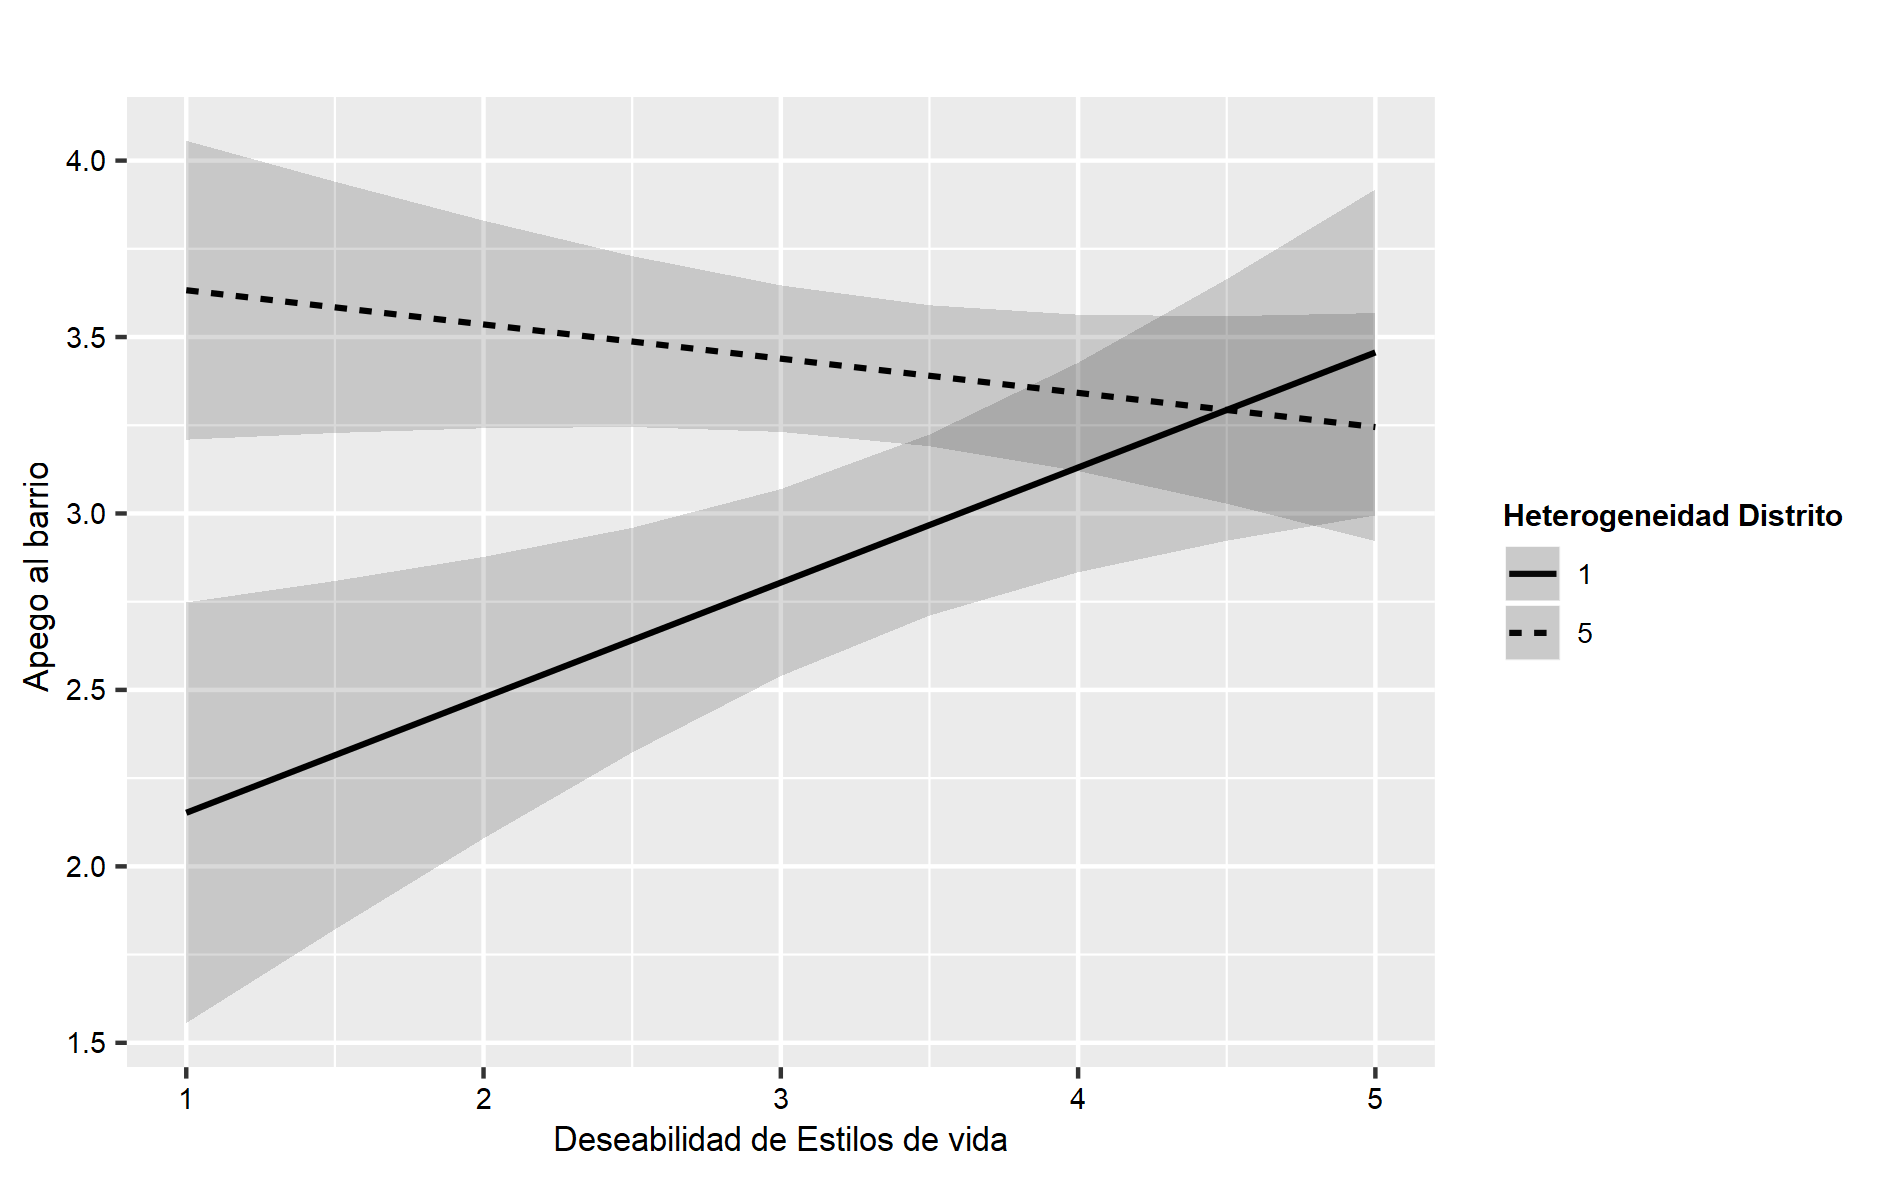 4.0
3.5
3.0
2.5
2.0
1.5
Apego al barrio
1 2 3 4 5
Deseabilidad de Estilos de vida
Heterogeneidad Distrito
1
5